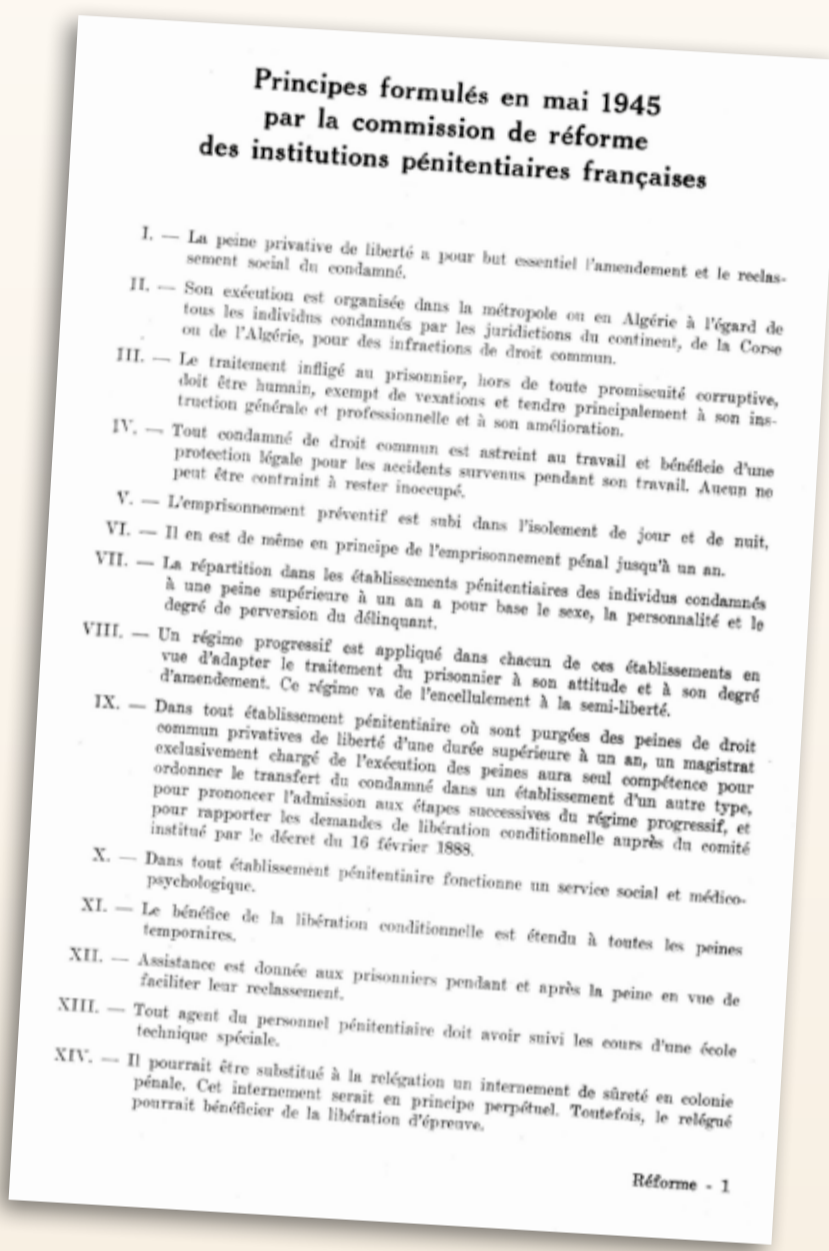 Principes formulés en mai 1945
par la commission de réforme
des institutions pénitentiaires françaises
I. — La peine privative de liberté a pour but essentiel l'amendement et le reclas-
sement social du condamné.
II. — Son exécution est organisée dans la métropole ou en Algérie à l'égard de
tous les individus condamnés par les juridictions du continent, de la Corse
ou de l'Algérie, pour des infractions de droit commun.
III. — Le traitement infligé au prisonnier, hors de toute promiscuité corruptive,
doit être humain, exempt de vexations et tendre principalement à son ins-
truction générale et professionnelle et à son amélioration.
IV. — Tout condamné de droit commun est astreint au travail et bénéficie d'une
protection légale pour les accidents survenus pendant son travail. Aucun ne
peut être contraint à rester inoccupé.
V. — L'emprisonnement préventif est subi dans l'isolement de jour et de nuit.
VI. — Il en est de même en principe de l'emprisonnement pénal jusqu'à un an.
VII. — La répartition dans les établissements pénitentiaires des individus condamnés
à une peine supérieure à un an a pour base le sexe, la personnalité et le
degré de perversion du délinquant.
VIII. — Un régime progressif est appliqué dans chacun de ces établissements en
vue d'adapter le traitement du prisonnier à son attitude et à son degré
d'amendement. Ce régime va de l'encellulement à la semi-liberté.
IX. — Dans tout établissement pénitentiaire où sont purgées des peines de droit
commun privatives de liberté d'une durée supérieure à un an, un magistrat
exclusivement chargé de l'exécution des peines aura seul compétence pour
ordonner le transfert du condamné dans un établissement d'un autre type,
pour prononcer l'admission aux étapes successives du régime progressif, et
pour rapporter les demandes de libération conditionnelle auprès du comité
institué par le décret du 16 février 1888.
X. — Dans tout établissement pénitentiaire fonctionne un service social et médico-
psychologique.
XI. — Le bénéfice de la libération conditionnelle est étendu à toutes les peines
temporaires.
XII. — Assistance est donnée aux prisonniers pendant et après la peine en vue de
faciliter leur reclassement.
XIII. — Tout agent du personnel pénitentiaire doit avoir suivi les cours d'une école
technique spéciale.
XIV. — Il pourrait être substitué à la relégation un internement de sûreté en colonie
pénale. Cet internement serait en principe perpétuel. Toutefois, le relégué
pourrait bénéficier de la libération d'épreuve.
Réforme - 1